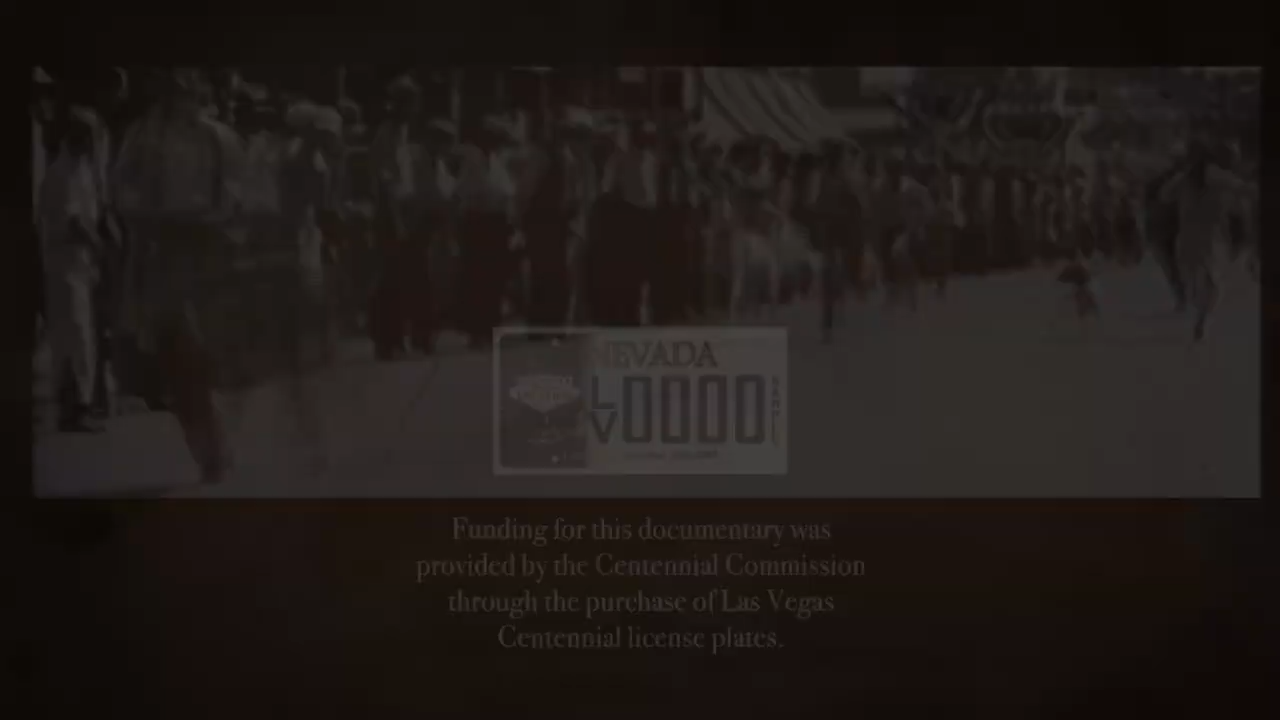 NEVADA
LV0000
Funding for this documentary was
provided by the Centennial Commission
through the purchase of Las Vegas
Centennial license plates.